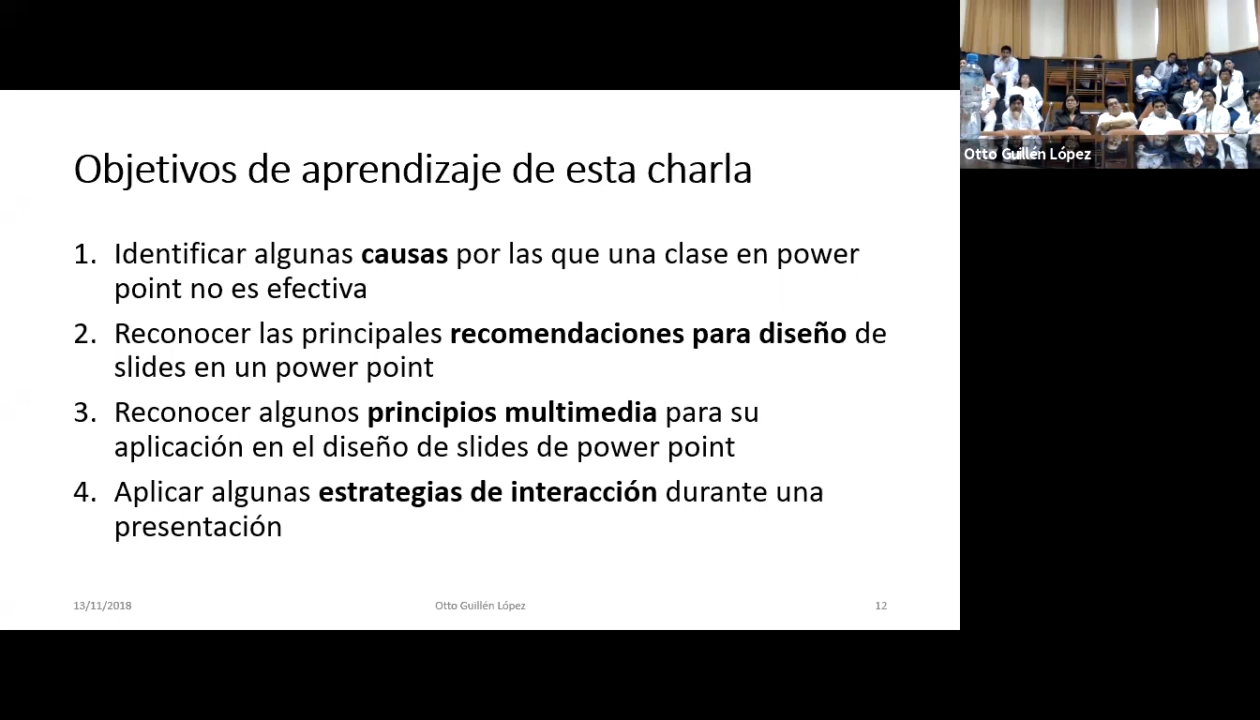 Objetivos de aprendizaje de esta charla
1. Identificar algunas causas por las que una clase en power
point no es efectiva
2. Reconocer las principales recomendaciones para diseño de
slides en un power point
3. Reconocer algunos principios multimedia para su
aplicación en el diseño de slides de power point
4. Aplicar algunas estrategias de interacción durante una
presentación
13/11/2018
Otto Guillén López
12
Otto Guillén López